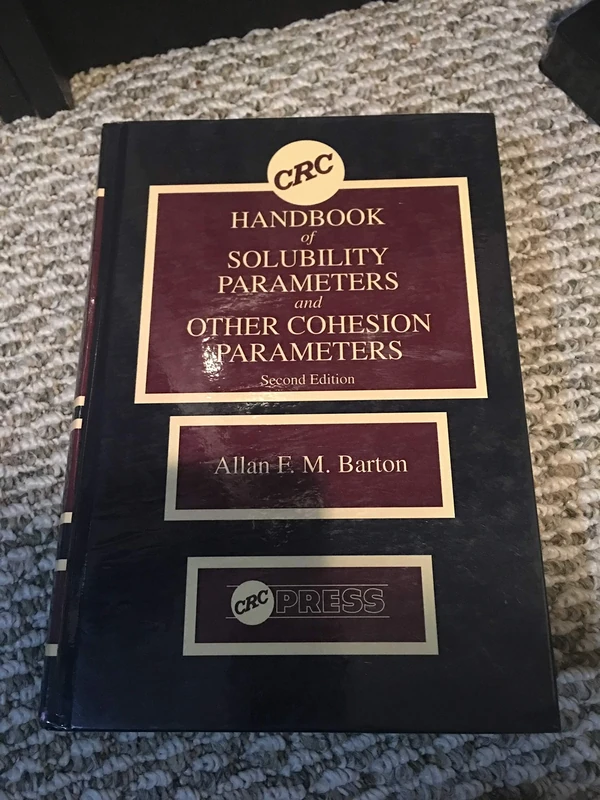 CRC
HANDBOOK
of
SOLUBILITY
PARAMETERS
and
OTHER COHESION
PARAMETERS
Second Edition
Allan F. M. Barton
CRC PRESS